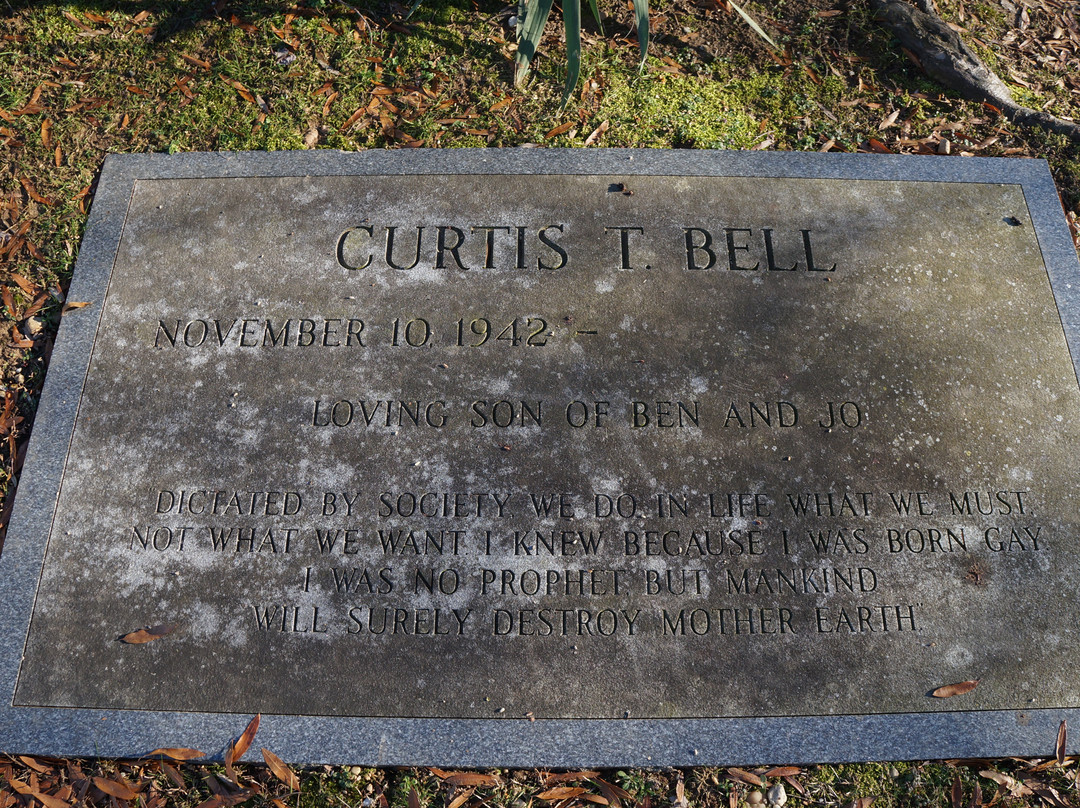 CURTIS T. BELL
NOVEMBER 10, 1942 –
LOVING SON OF BEN AND JO
DICTATED BY SOCIETY, WE DO IN LIFE WHAT WE MUST,
NOT WHAT WE WANT. I KNEW BECAUSE I WAS BORN GAY.
I WAS NO PROPHET, BUT MANKIND
WILL SURELY DESTROY MOTHER EARTH."